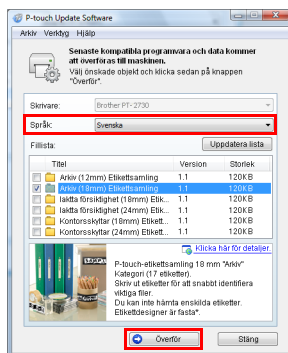 P-touch Update Software
Arkiv Verktyg Hjälp
Senaste kompatibla programvara och data kommer
att överföras till maskinen.
Välj önskade objekt och klicka sedan på knappen
"Överför".
Skrivare: Brother PT-2730
Språk: Svenska
Fillista: Uppdatera lista
Titel Version Storlek
Arkiv (12mm) Etikettsamling 1.1 120KB
Arkiv (18mm) Etikettsamling 1.1 120KB
Iaktta försiktighet (18mm) Etik... 1.1 120KB
Iaktta försiktighet (24mm) Etik... 1.1 120KB
Kontorsskyltar (18mm) Etikett... 1.1 120KB
Kontorsskyltar (24mm) Etikett... 1.1 120KB
Klicka här för detaljer.
P-touch-etikettsamling 18 mm "Arkiv"
Kategori (17 etiketter).
Skriv ut etiketter för att snabbt identifiera
viktiga filer.
Du kan inte hämta enskilda etiketter.
Etikettdesigner är fasta*.
Överför Stäng